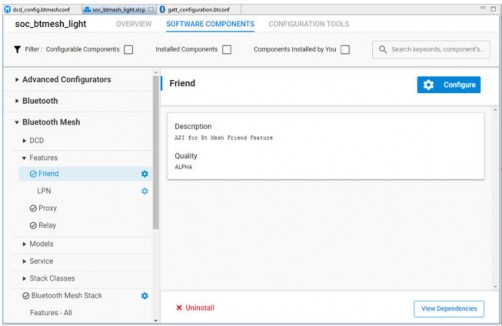 dcd_config.btmeshconf
soc_btmesh_light.slcp
gatt_configuration.btconf
soc_btmesh_light
OVERVIEW
SOFTWARE COMPONENTS
CONFIGURATION TOOLS
Filter : Configurable Components
Installed Components
Components Installed by You
Search keywords, component's...
Advanced Configurators
Bluetooth
Bluetooth Mesh
DCD
Features
Friend
LPN
Proxy
Relay
Models
Service
Stack Classes
Bluetooth Mesh Stack
Features - All
Friend
Configure
Description
API for Bt Mesh Friend Feature
Quality
ALPHA
Uninstall
View Dependencies